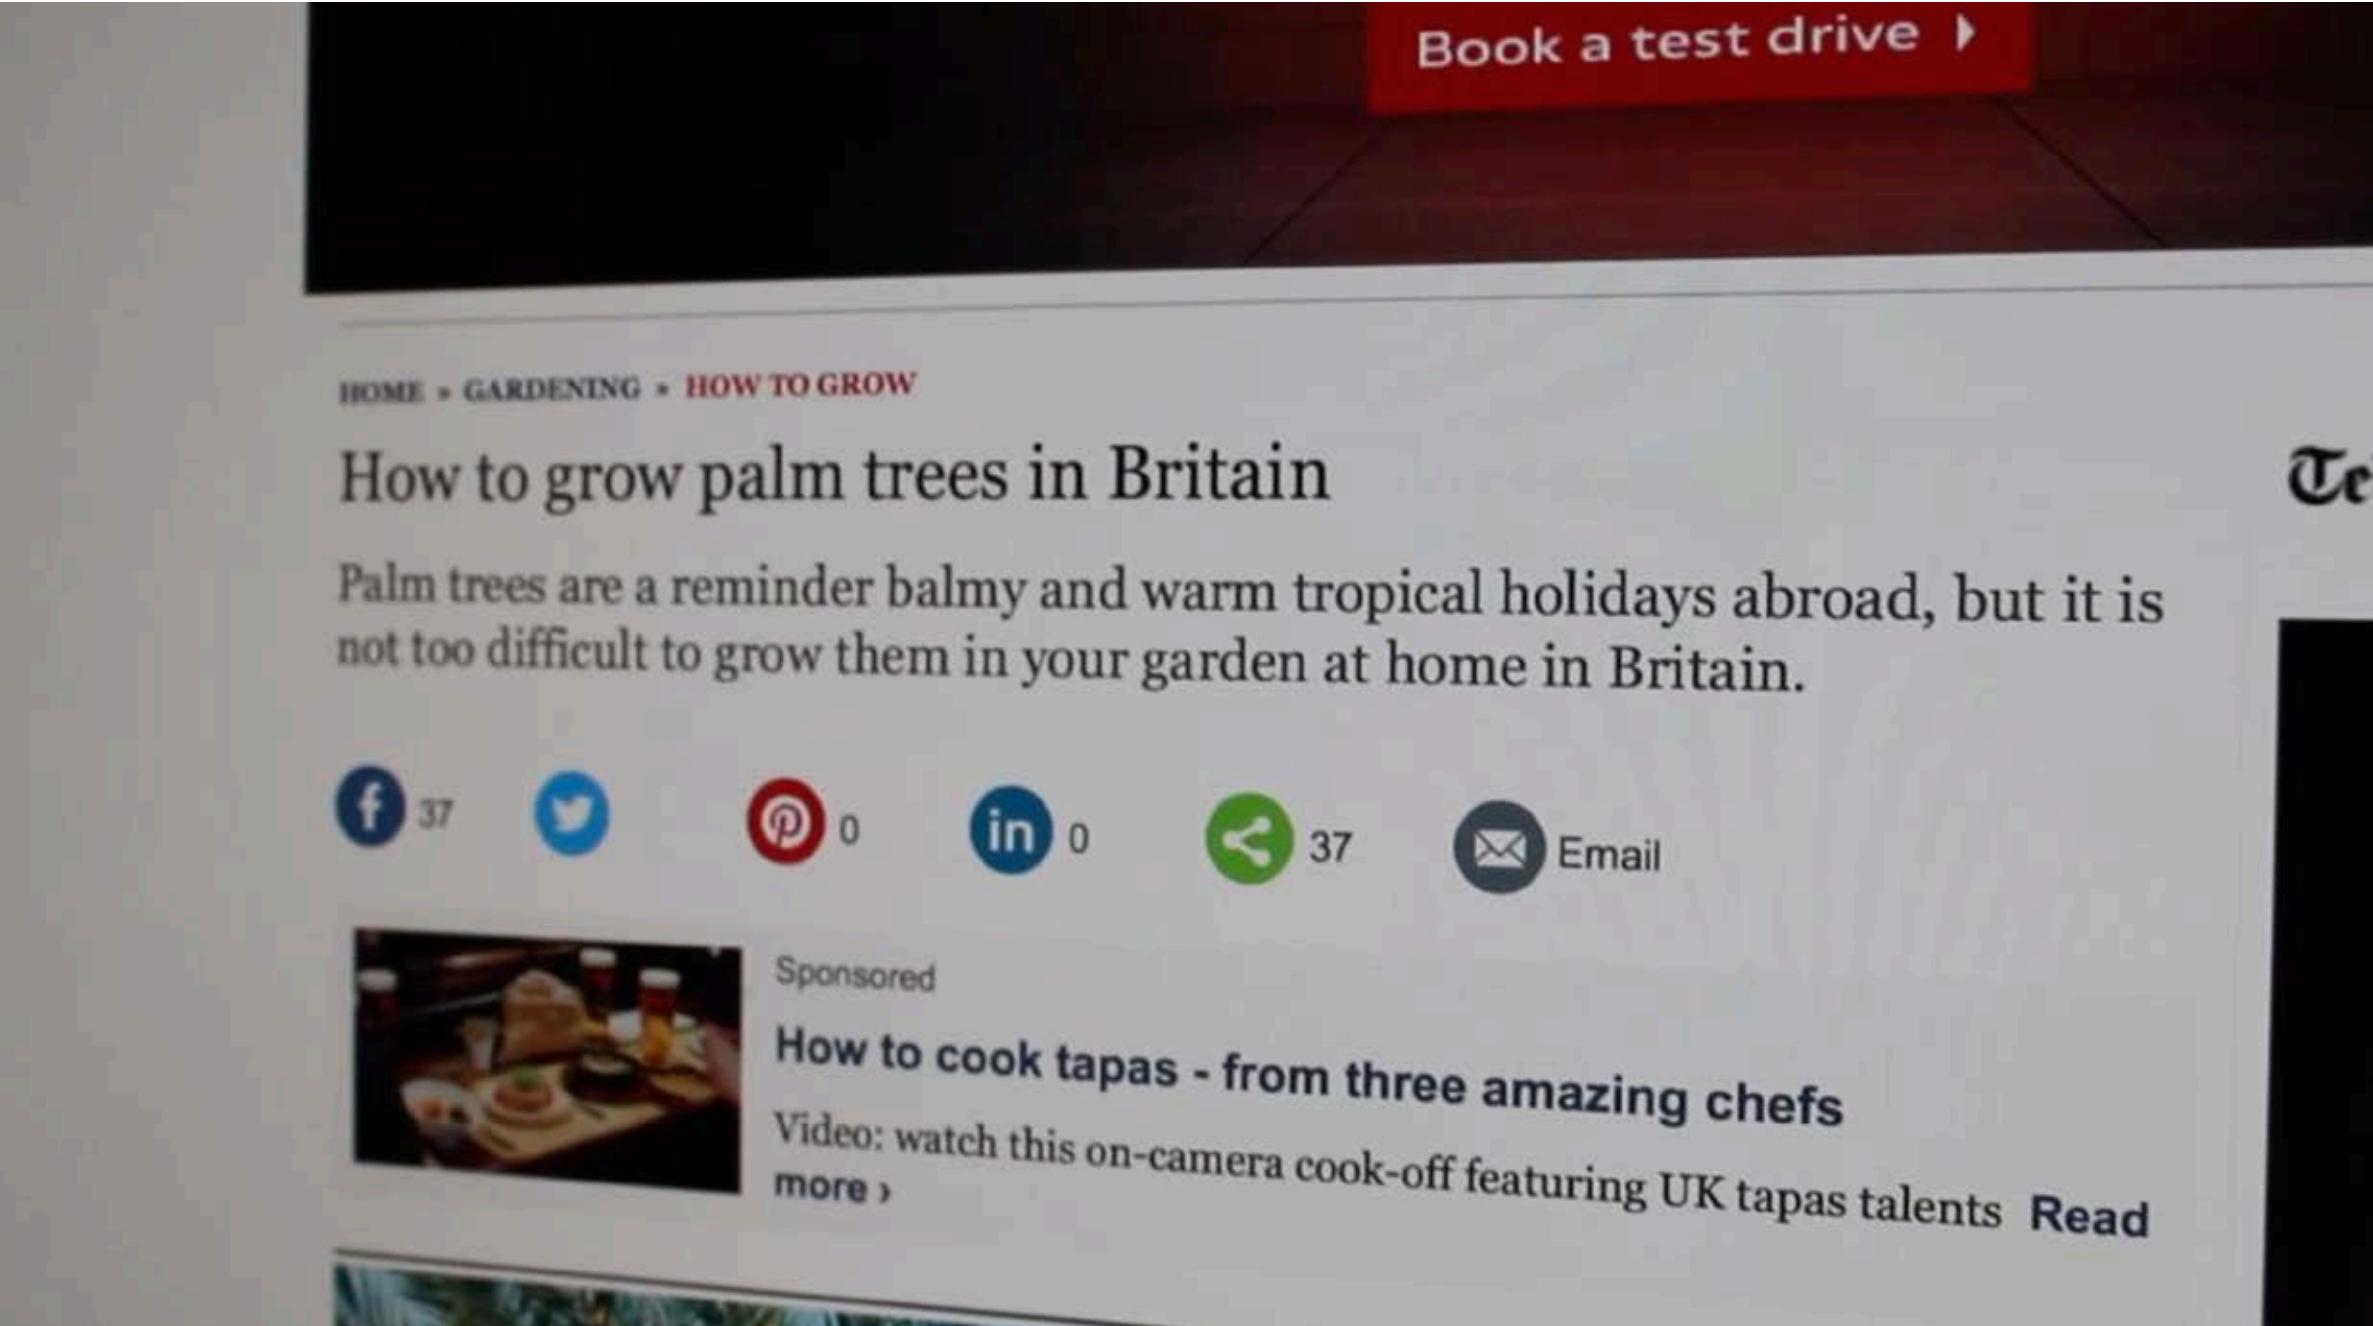 Book a test drive
HOME » GARDENING » HOW TO GROW
How to grow palm trees in Britain
Te
Palm trees are a reminder balmy and warm tropical holidays abroad, but it is
not too difficult to grow them in your garden at home in Britain.
f 37 0 in 0 37 Email
Sponsored
How to cook tapas - from three amazing chefs
Video: watch this on-camera cook-off featuring UK tapas talents Read
more ›